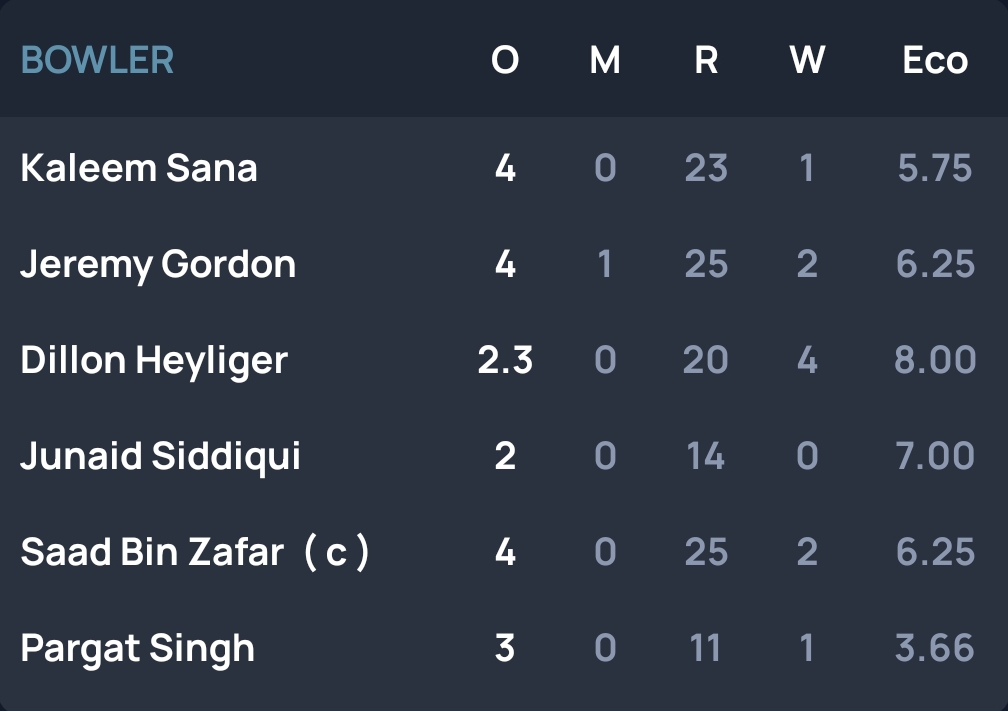 BOWLER O M R W Eco
Kaleem Sana 4 0 23 1 5.75
Jeremy Gordon 4 1 25 2 6.25
Dillon Heyliger 2.3 0 20 4 8.00
Junaid Siddiqui 2 0 14 0 7.00
Saad Bin Zafar ( c ) 4 0 25 2 6.25
Pargat Singh 3 0 11 1 3.66